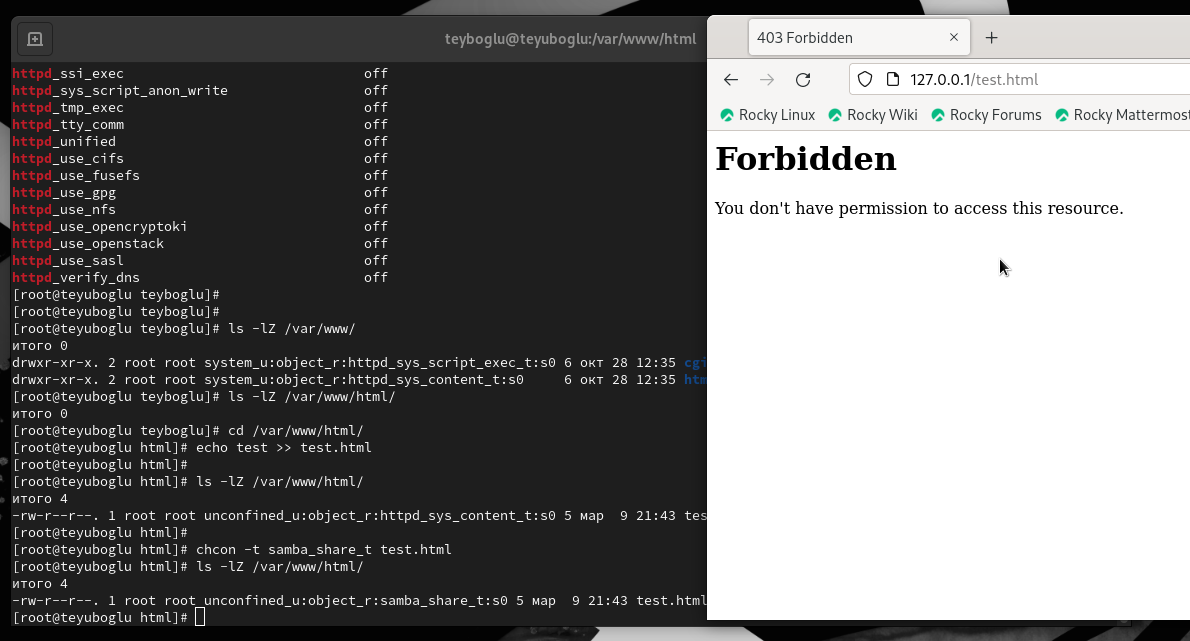 teyboglu@teyuboglu:/var/www/html
httpd_ssi_exec off
httpd_sys_script_anon_write off
httpd_tmp_exec off
httpd_tty_comm off
httpd_unified off
httpd_use_cifs off
httpd_use_fusefs off
httpd_use_gpg off
httpd_use_nfs off
httpd_use_opencryptoki off
httpd_use_openstack off
httpd_use_sasl off
httpd_verify_dns off
[root@teyuboglu teyboglu]#
[root@teyuboglu teyboglu]#
[root@teyuboglu teyboglu]# ls -lZ /var/www/
итого 0
drwxr-xr-x. 2 root root system_u:object_r:httpd_sys_script_exec_t:s0 6 окт 28 12:35 cgi
drwxr-xr-x. 2 root root system_u:object_r:httpd_sys_content_t:s0 6 окт 28 12:35 htm
[root@teyuboglu teyboglu]# ls -lZ /var/www/html/
итого 0
[root@teyuboglu teyboglu]# cd /var/www/html/
[root@teyuboglu html]# echo test >> test.html
[root@teyuboglu html]#
[root@teyuboglu html]# ls -lZ /var/www/html/
итого 4
-rw-r--r--. 1 root root unconfined_u:object_r:httpd_sys_content_t:s0 5 мар 9 21:43 tes
[root@teyuboglu html]#
[root@teyuboglu html]# chcon -t samba_share_t test.html
[root@teyuboglu html]# ls -lZ /var/www/html/
итого 4
-rw-r--r--. 1 root root unconfined_u:object_r:samba_share_t:s0 5 мар 9 21:43 test.html
[root@teyuboglu html]#
403 Forbidden
127.0.0.1/test.html
Rocky Linux Rocky Wiki Rocky Forums Rocky Mattermost
Forbidden
You don't have permission to access this resource.